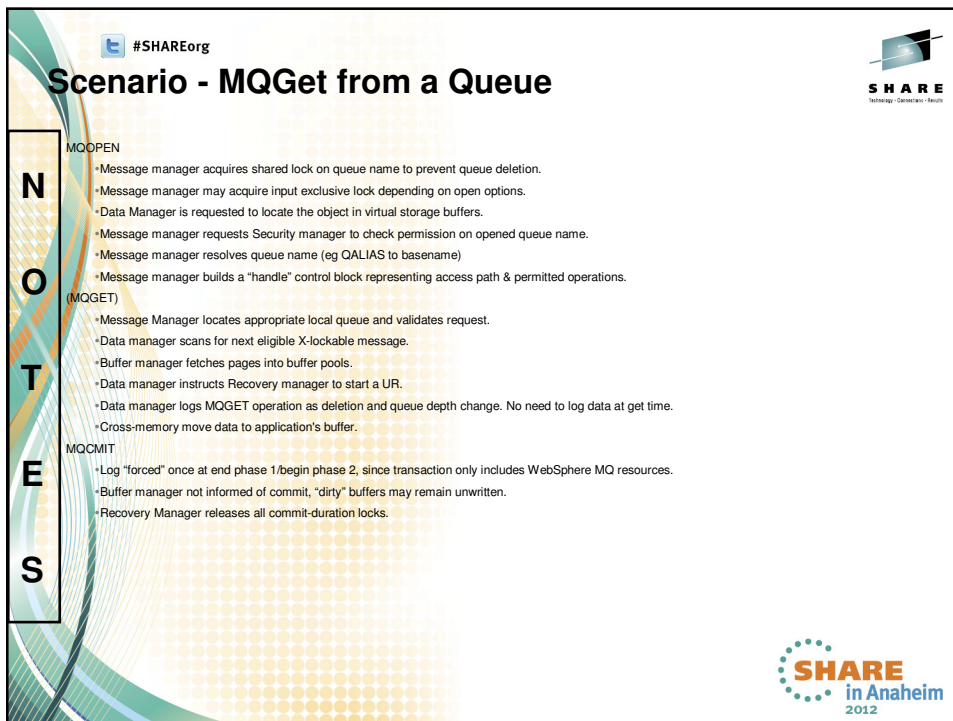 #SHAREorg
Scenario - MQGet from a Queue
SHARE
Technology - Connections - Results
NOTES
MQOPEN
•Message manager acquires shared lock on queue name to prevent queue deletion.
•Message manager may acquire input exclusive lock depending on open options.
•Data Manager is requested to locate the object in virtual storage buffers.
•Message manager requests Security manager to check permission on opened queue name.
•Message manager resolves queue name (eg QALIAS to basename)
•Message manager builds a “handle” control block representing access path & permitted operations.
(MQGET)
•Message Manager locates appropriate local queue and validates request.
•Data manager scans for next eligible X-lockable message.
•Buffer manager fetches pages into buffer pools.
•Data manager instructs Recovery manager to start a UR.
•Data manager logs MQGET operation as deletion and queue depth change. No need to log data at get time.
•Cross-memory move data to application's buffer.
MQCMIT
•Log “forced” once at end phase 1/begin phase 2, since transaction only includes WebSphere MQ resources.
•Buffer manager not informed of commit, “dirty” buffers may remain unwritten.
•Recovery Manager releases all commit-duration locks.
SHARE
in Anaheim
2012